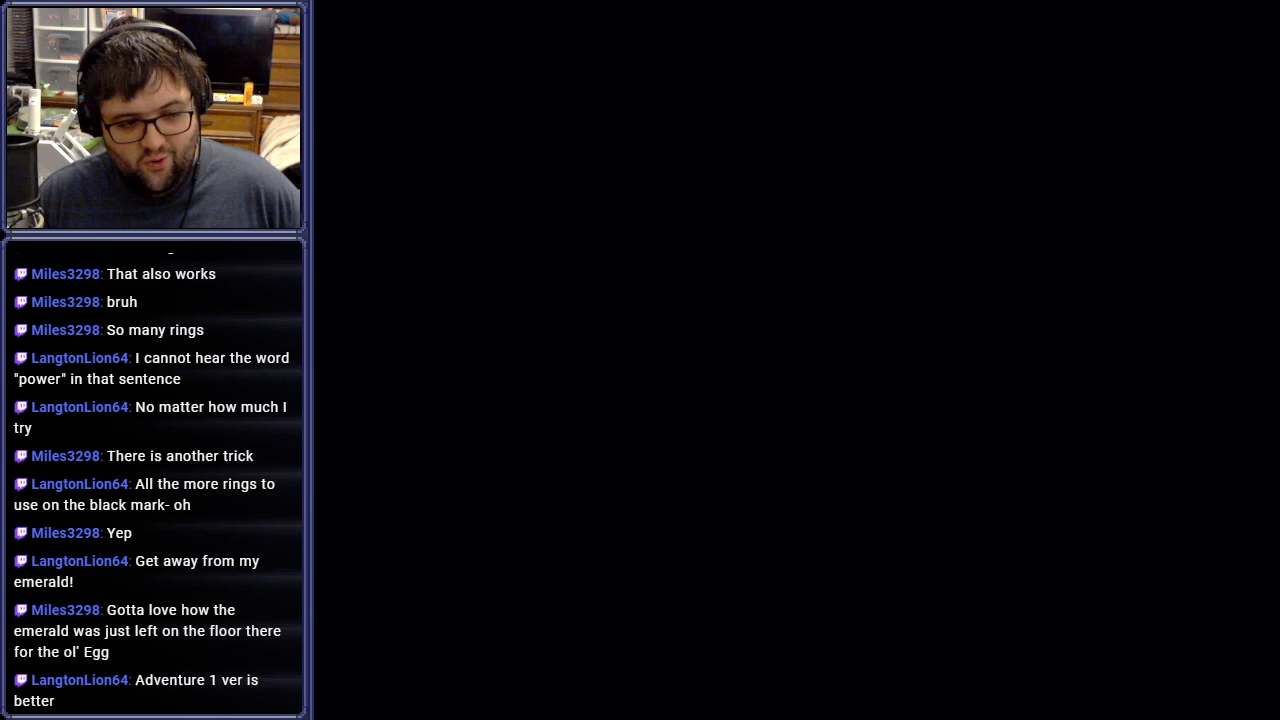 Miles3298: That also works
Miles3298: bruh
Miles3298: So many rings
LangtonLion64: I cannot hear the word
"power" in that sentence
LangtonLion64: No matter how much I
try
Miles3298: There is another trick
LangtonLion64: All the more rings to
use on the black mark- oh
Miles3298: Yep
LangtonLion64: Get away from my
emerald!
Miles3298: Gotta love how the
emerald was just left on the floor there
for the ol' Egg
LangtonLion64: Adventure 1 ver is
better